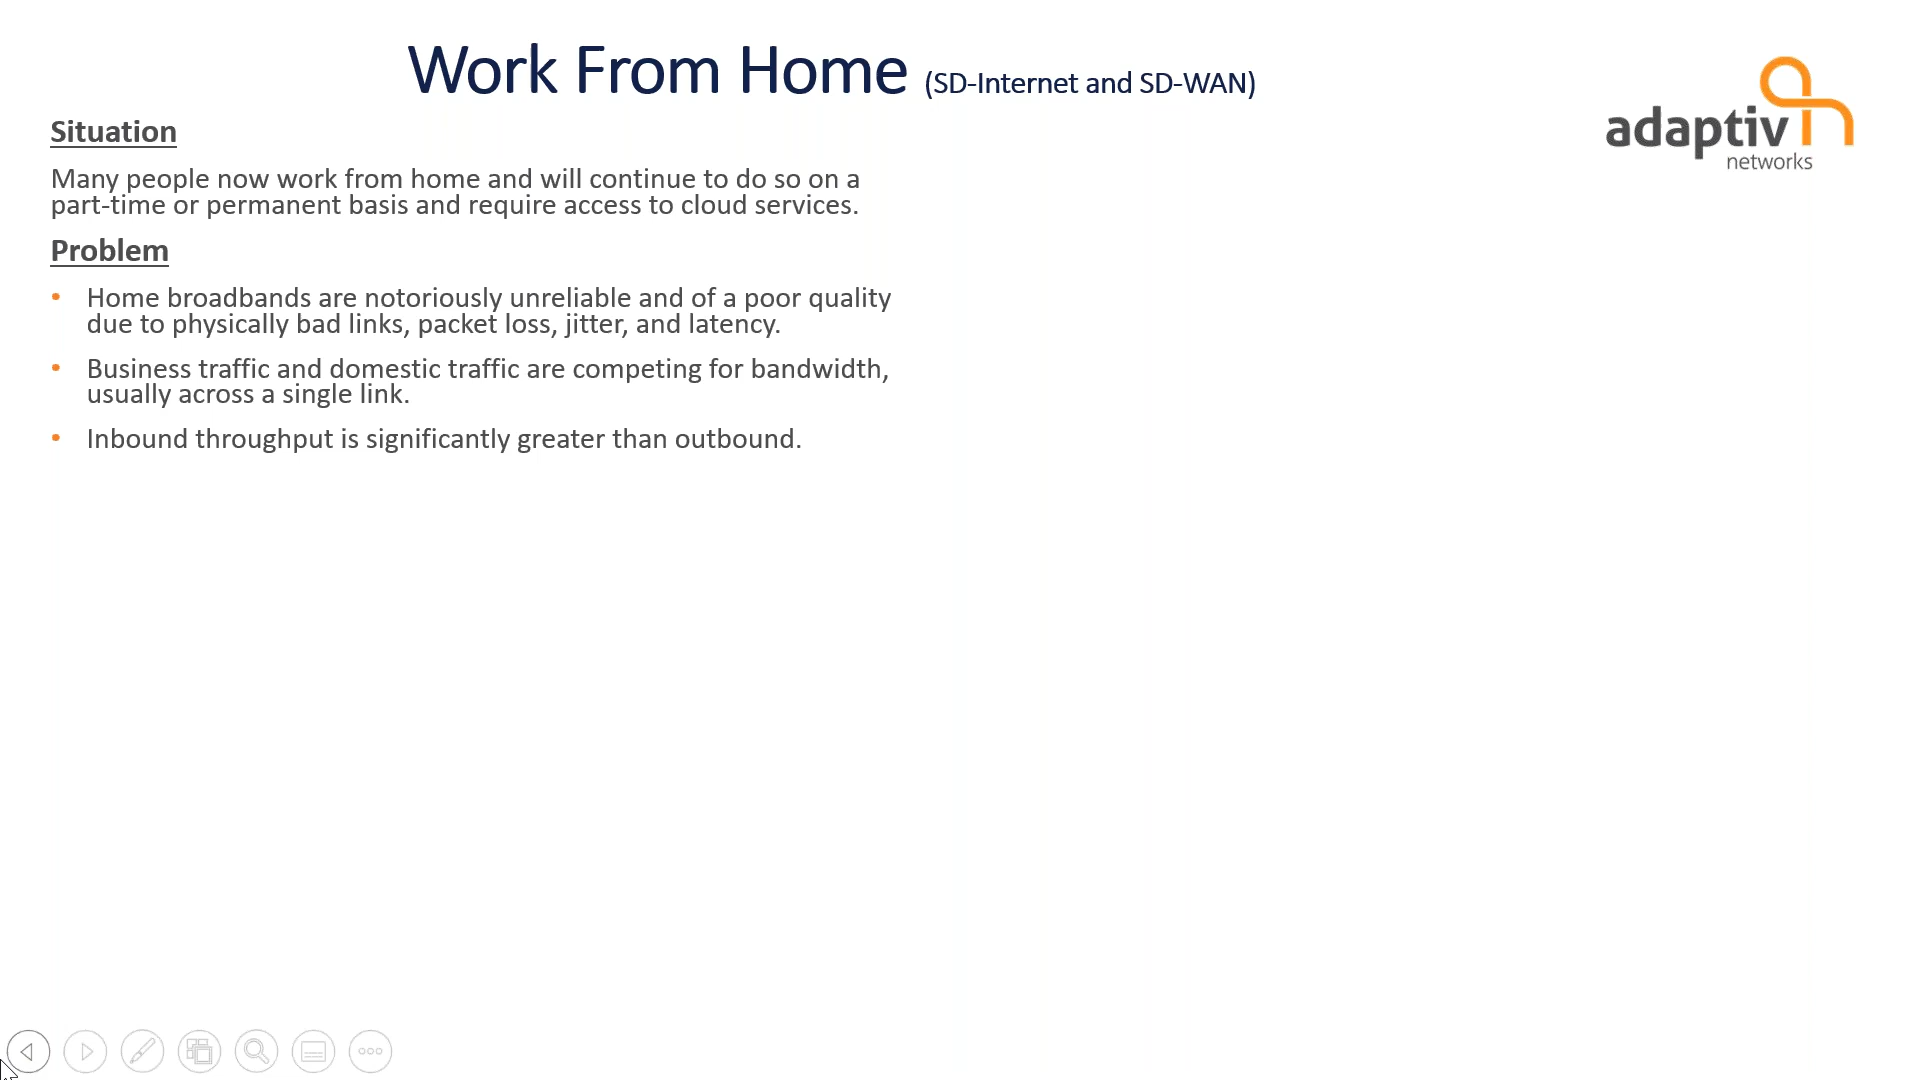 Work From Home (SD-Internet and SD-WAN)
adaptiv
networks
Situation
Many people now work from home and will continue to do so on a
part-time or permanent basis and require access to cloud services.
Problem
• Home broadbands are notoriously unreliable and of a poor quality
due to physically bad links, packet loss, jitter, and latency.
• Business traffic and domestic traffic are competing for bandwidth,
usually across a single link.
• Inbound throughput is significantly greater than outbound.